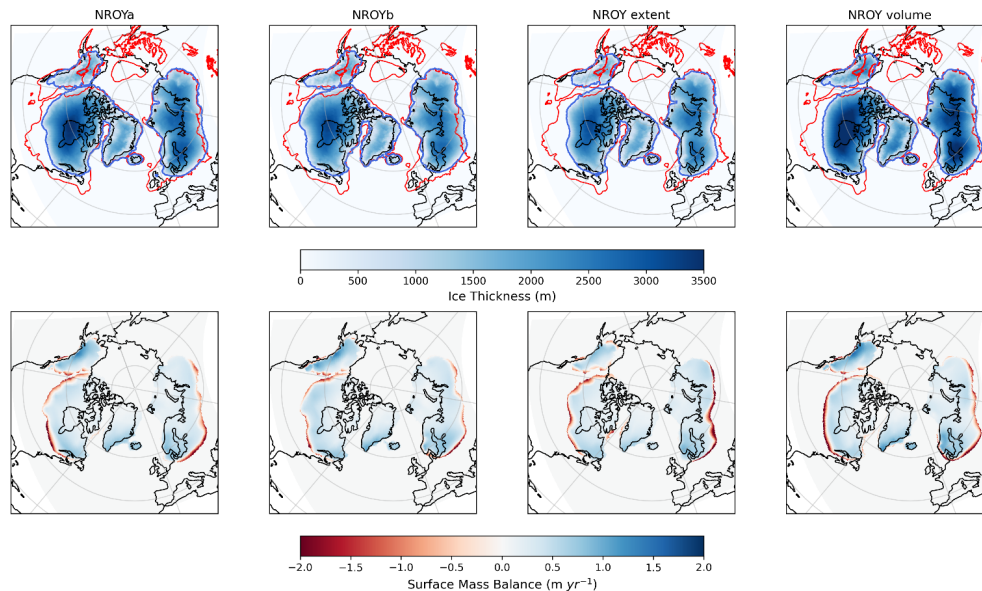 NROYa NROYb NROY extent NROY volume
0 500 1000 1500 2000 2500 3000 3500
Ice Thickness (m)
−2.0 −1.5 −1.0 −0.5 0.0 0.5 1.0 1.5 2.0
Surface Mass Balance (m yr⁻¹)